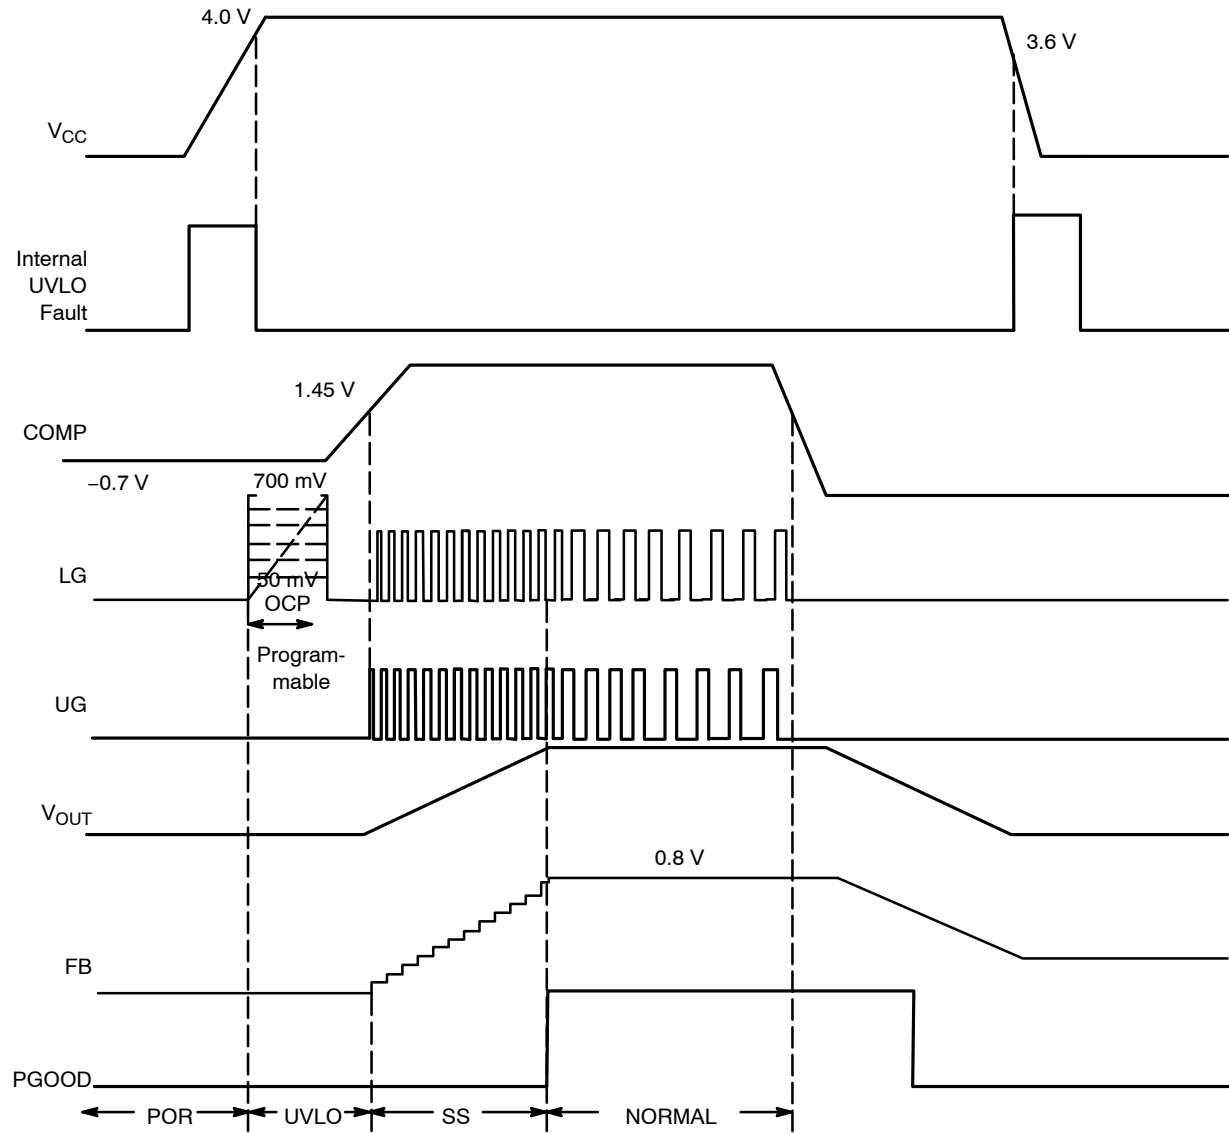 4.0 V
3.6 V
VCC
Internal
UVLO
Fault
1.45 V
COMP
−0.7 V
700 mV
LG
50 mV
OCP
Program-
mable
UG
VOUT
0.8 V
FB
PGOOD
POR
UVLO
SS
NORMAL